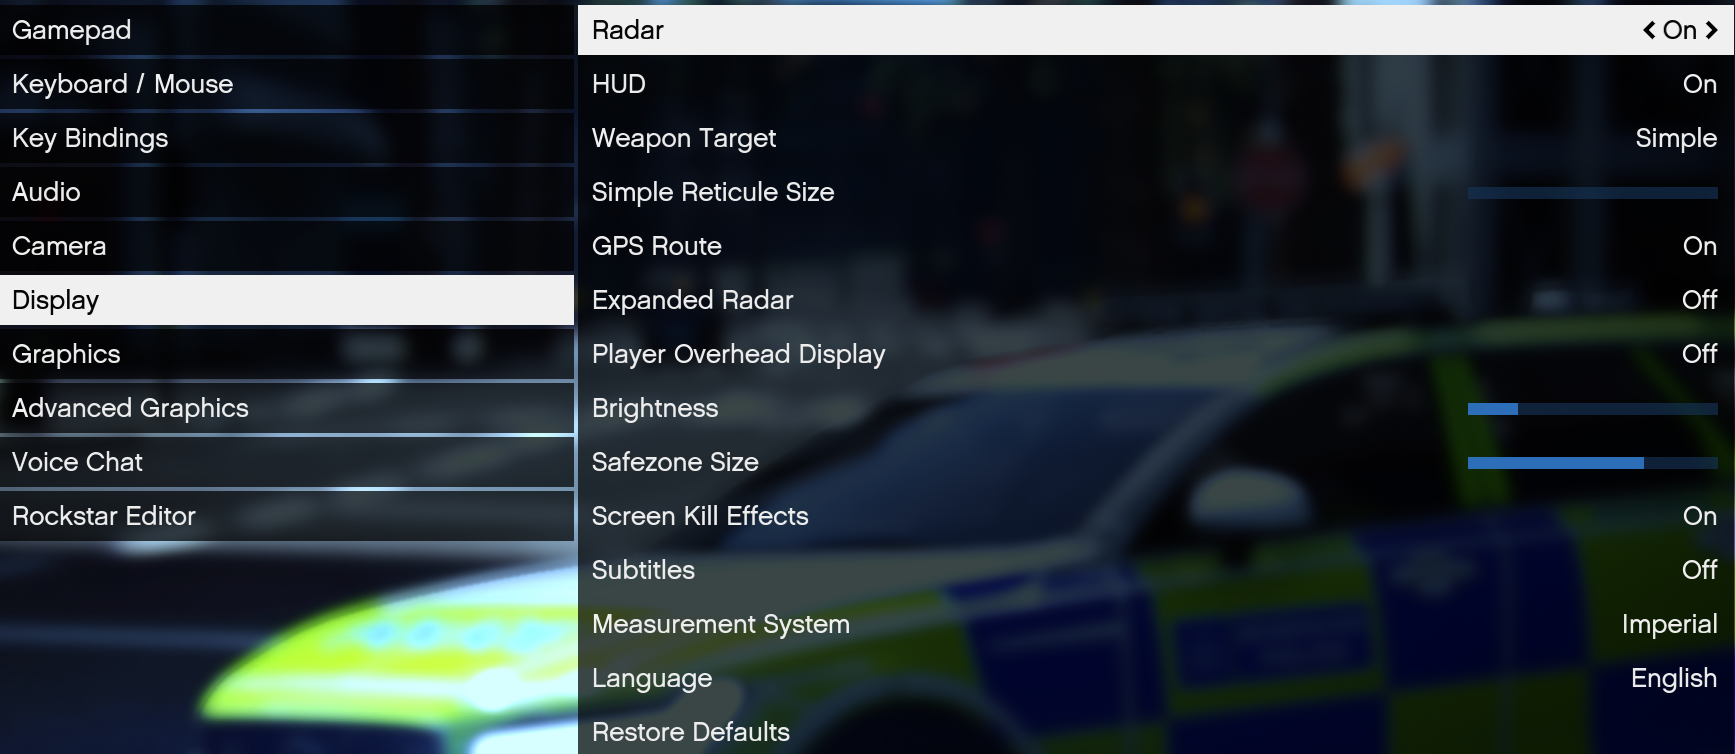 Gamepad
Keyboard / Mouse
Key Bindings
Audio
Camera
Display
Graphics
Advanced Graphics
Voice Chat
Rockstar Editor
Radar < On >
HUD On
Weapon Target Simple
Simple Reticule Size
GPS Route On
Expanded Radar Off
Player Overhead Display Off
Brightness
Safezone Size
Screen Kill Effects On
Subtitles Off
Measurement System Imperial
Language English
Restore Defaults